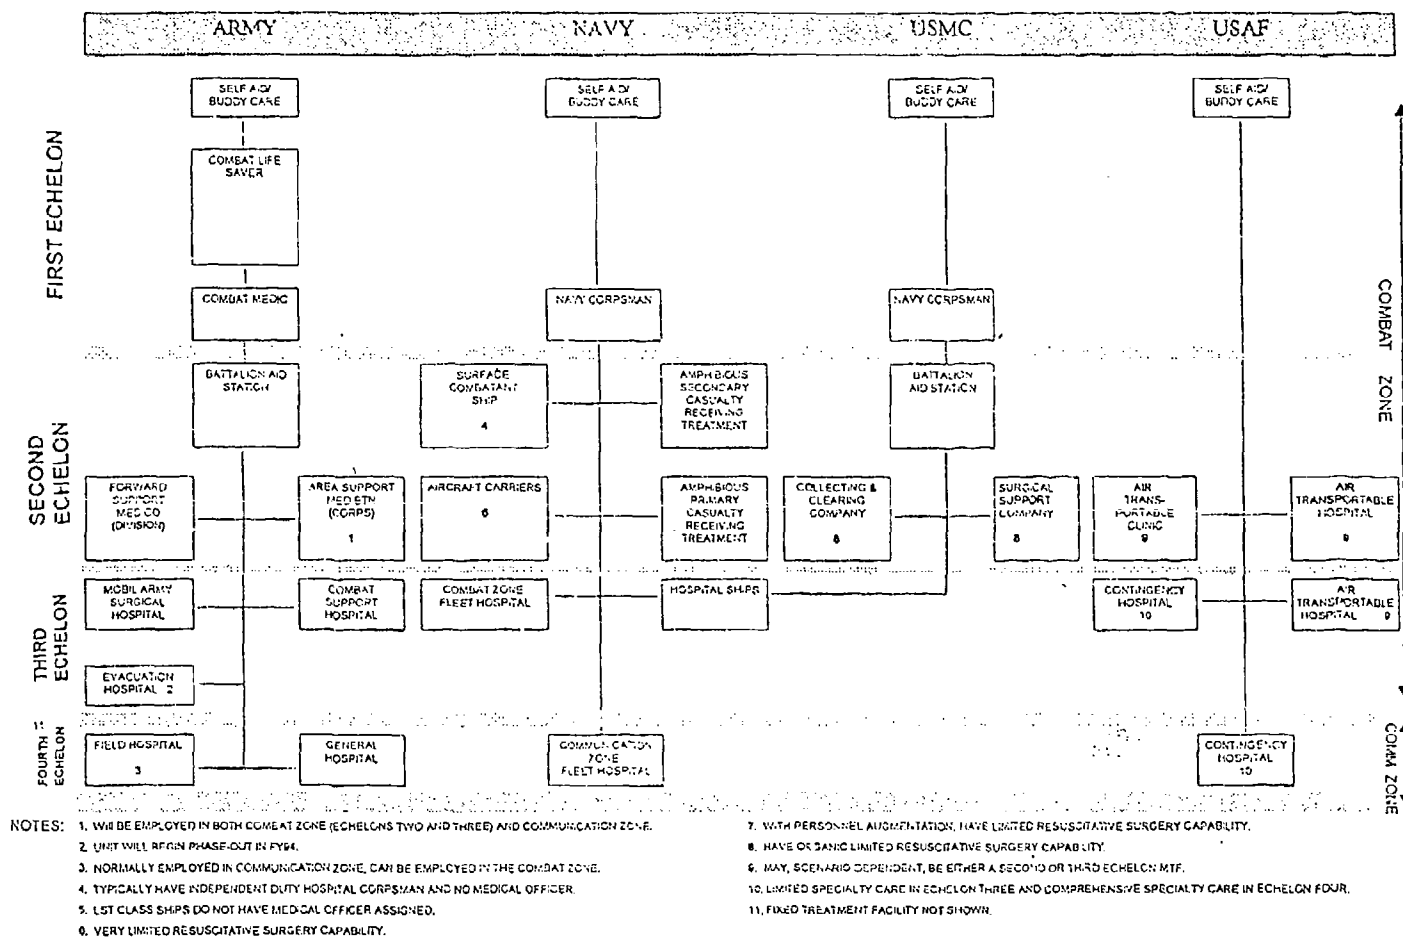 ARMY NAVY USMC USAF
SELF AID/
BUDDY CARE
SELF AID/
BUDDY CARE
SELF AID/
BUDDY CARE
SELF AID/
BUDDY CARE
FIRST ECHELON
COMBAT LIFE
SAVER
COMBAT MEDIC
NAVY CORPSMAN
NAVY CORPSMAN
COMBAT ZONE
SECOND
ECHELON
BATTALION AID
STATION
SURFACE
COMBATANT
SHIP
4
AMPHIBIOUS
SECONDARY
CASUALTY
RECEIVING
TREATMENT
BATTALION
AID STATION
FORWARD
SUPPORT
MED CO
(DIVISION)
AREA SUPPORT
MED BTN
(CORPS)
1
AIRCRAFT CARRIERS
6
AMPHIBIOUS
PRIMARY
CASUALTY
RECEIVING
TREATMENT
COLLECTING &
CLEARING
COMPANY
8
SURGICAL
SUPPORT
COMPANY
8
AIR
TRANS-
PORTABLE
CLINIC
9
AIR
TRANSPORTABLE
HOSPITAL
9
THIRD
ECHELON
MOBIL ARMY
SURGICAL
HOSPITAL
COMBAT
SUPPORT
HOSPITAL
COMBAT ZONE
FLEET HOSPITAL
HOSPITAL SHIPS
CONTINGENCY
HOSPITAL
10
AIR
TRANSPORTABLE
HOSPITAL 9
EVACUATION
HOSPITAL 2
FOURTH 11
ECHELON
FIELD HOSPITAL
3
GENERAL
HOSPITAL
COMMUNICATION
ZONE
FLEET HOSPITAL
CONTINGENCY
HOSPITAL
10
COMM ZONE
NOTES: 1. WILL BE EMPLOYED IN BOTH COMBAT ZONE (ECHELONS TWO AND THREE) AND COMMUNICATION ZONE.
2. UNIT WILL BEGIN PHASE-OUT IN FY94.
3. NORMALLY EMPLOYED IN COMMUNICATION ZONE, CAN BE EMPLOYED IN THE COMBAT ZONE.
4. TYPICALLY HAVE INDEPENDENT DUTY HOSPITAL CORPSMAN AND NO MEDICAL OFFICER.
5. LST CLASS SHIPS DO NOT HAVE MEDICAL OFFICER ASSIGNED.
6. VERY LIMITED RESUSCITATIVE SURGERY CAPABILITY.
7. WITH PERSONNEL AUGMENTATION, HAVE LIMITED RESUSCITATIVE SURGERY CAPABILITY.
8. HAVE ORGANIC LIMITED RESUSCITATIVE SURGERY CAPABILITY.
9. MAY, SCENARIO DEPENDENT, BE EITHER A SECOND OR THIRD ECHELON MTF.
10. LIMITED SPECIALTY CARE IN ECHELON THREE AND COMPREHENSIVE SPECIALTY CARE IN ECHELON FOUR.
11. FIXED TREATMENT FACILITY NOT SHOWN.